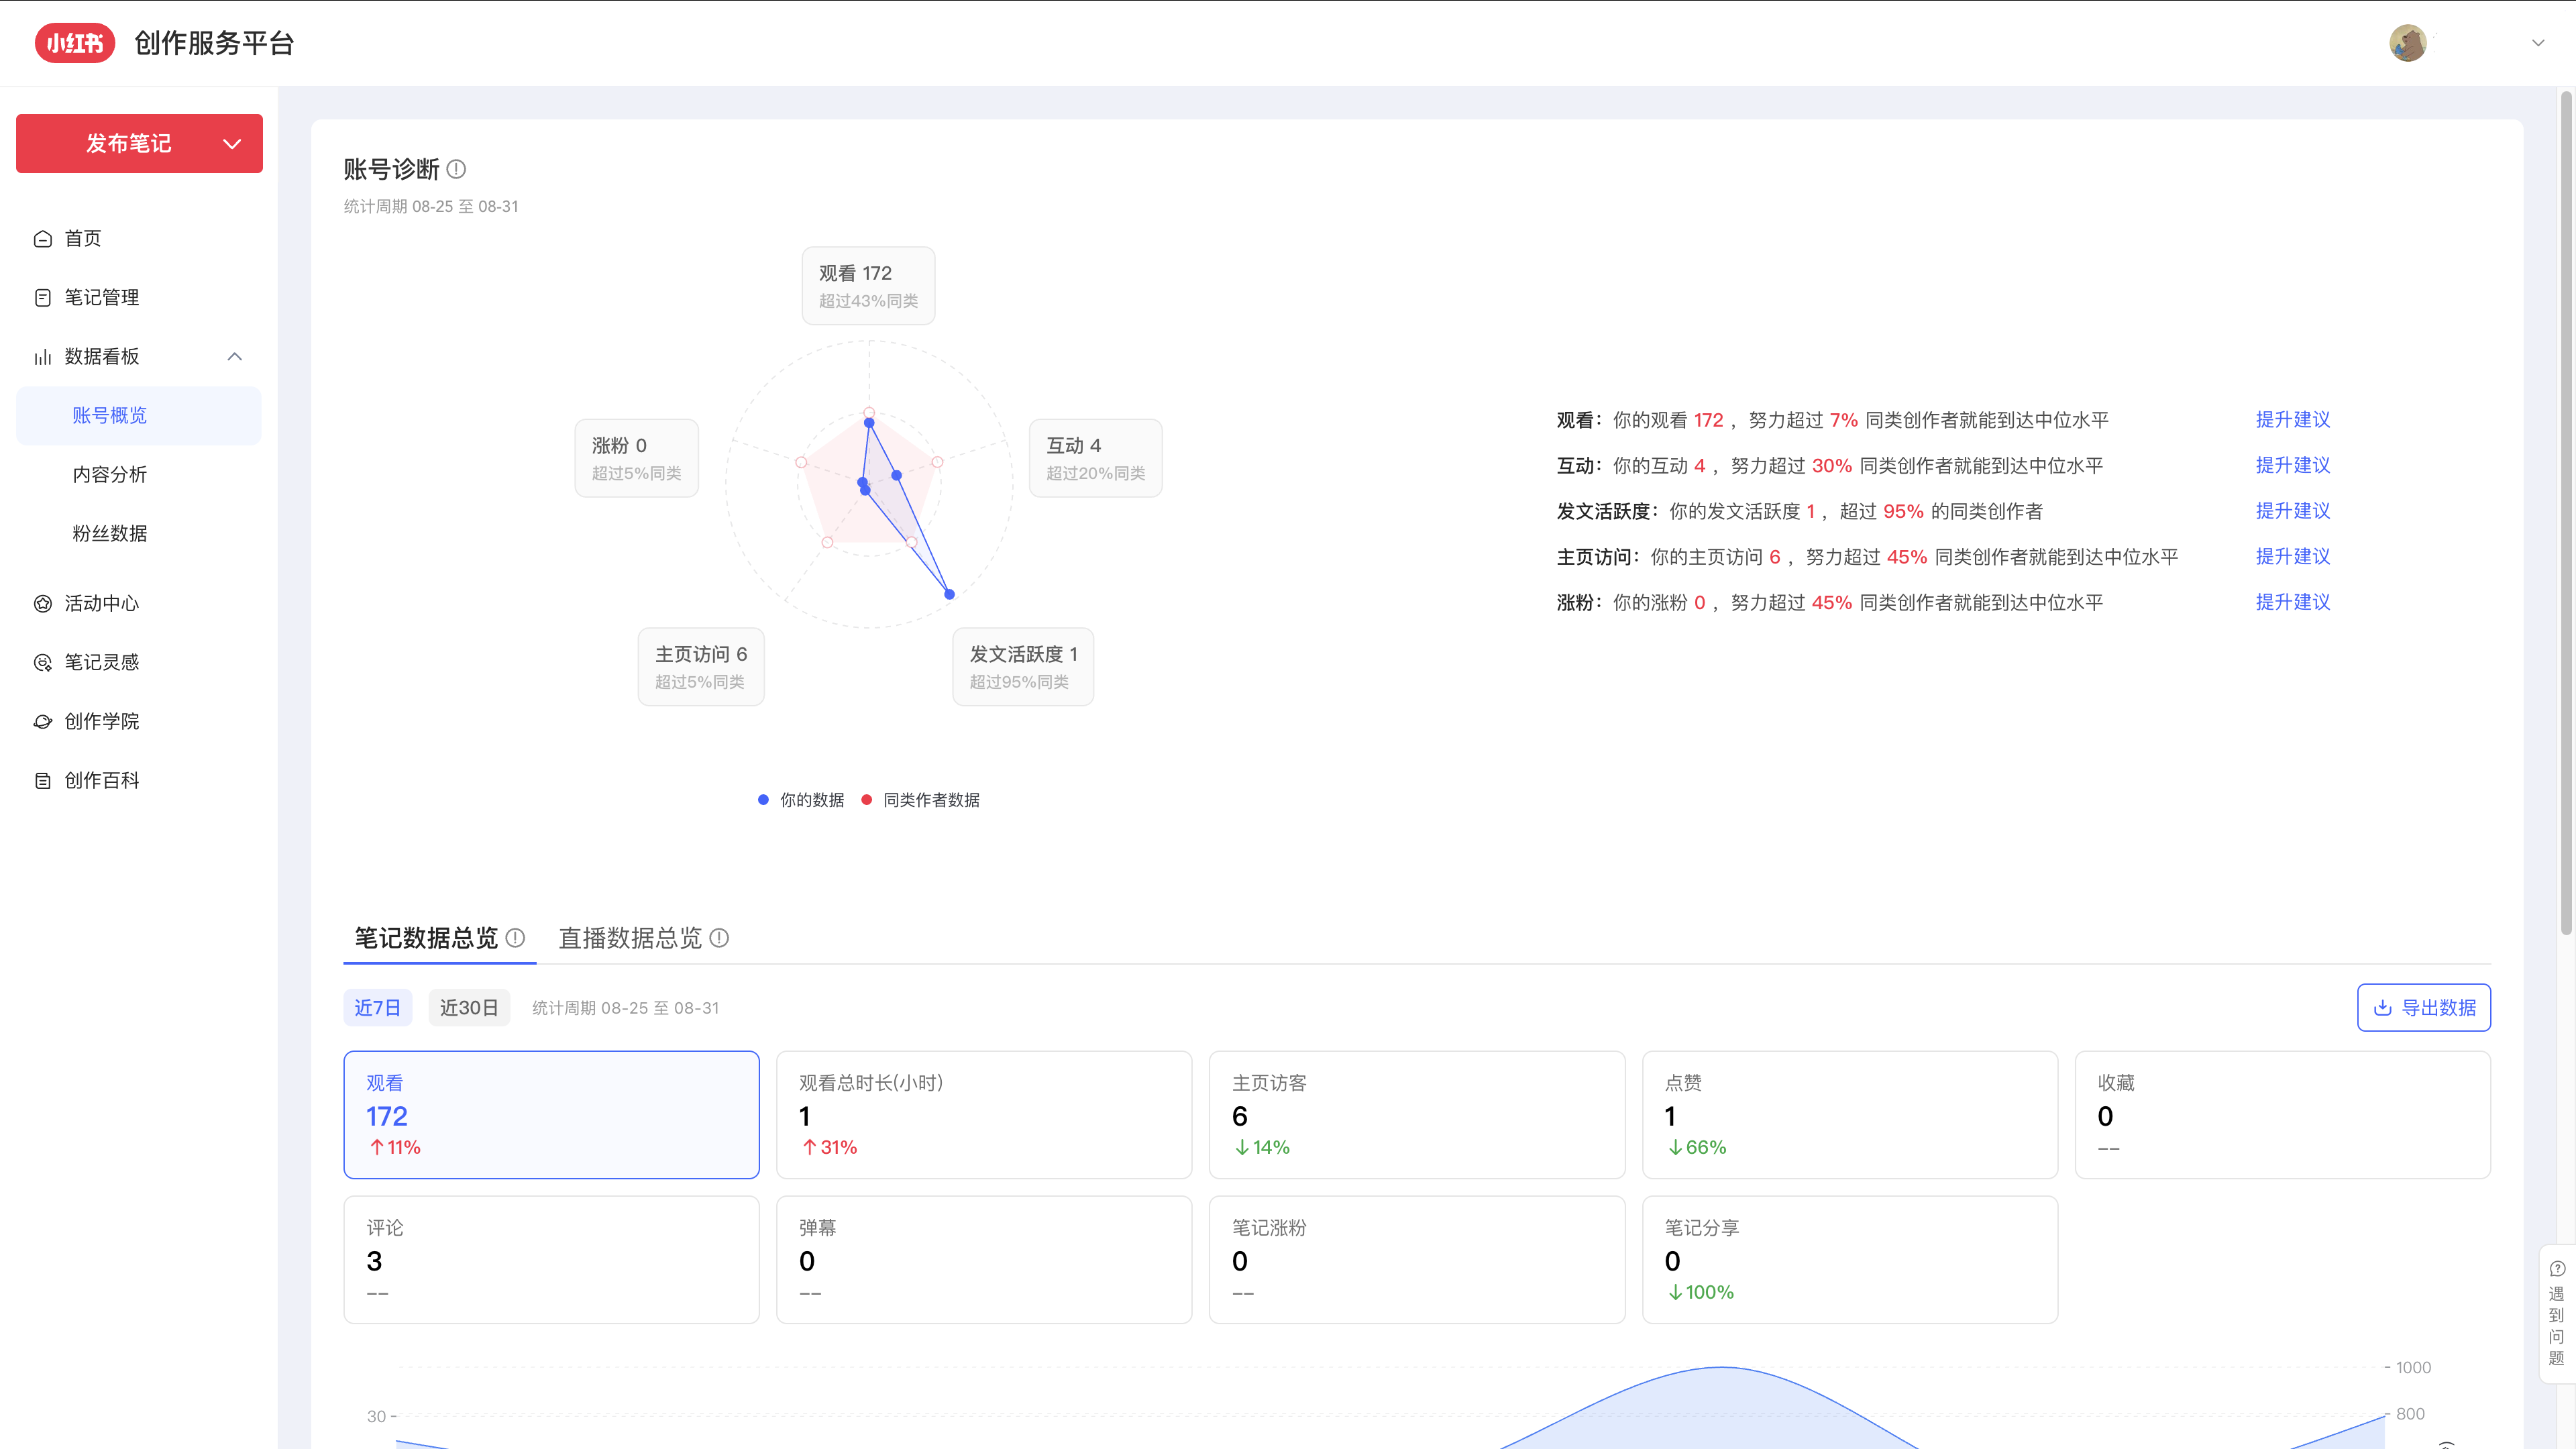 小红书 创作服务平台
发布笔记
首页
笔记管理
数据看板
账号概览
内容分析
粉丝数据
活动中心
笔记灵感
创作学院
创作百科
账号诊断
统计周期 08-25 至 08-31
观看 172
超过43%同类
涨粉 0
超过5%同类
互动 4
超过20%同类
主页访问 6
超过5%同类
发文活跃度 1
超过95%同类
你的数据 同类作者数据
观看：你的观看 172 ，努力超过 7% 同类创作者就能到达中位水平 提升建议
互动：你的互动 4 ，努力超过 30% 同类创作者就能到达中位水平 提升建议
发文活跃度：你的发文活跃度 1 ，超过 95% 的同类创作者 提升建议
主页访问：你的主页访问 6 ，努力超过 45% 同类创作者就能到达中位水平 提升建议
涨粉：你的涨粉 0 ，努力超过 45% 同类创作者就能到达中位水平 提升建议
笔记数据总览 直播数据总览
近7日 近30日 统计周期 08-25 至 08-31 导出数据
观看
172
↑11%
观看总时长(小时)
1
↑31%
主页访客
6
↓14%
点赞
1
↓66%
收藏
0
--
评论
3
--
弹幕
0
--
笔记涨粉
0
--
笔记分享
0
↓100%
1000
30
800
遇到问题